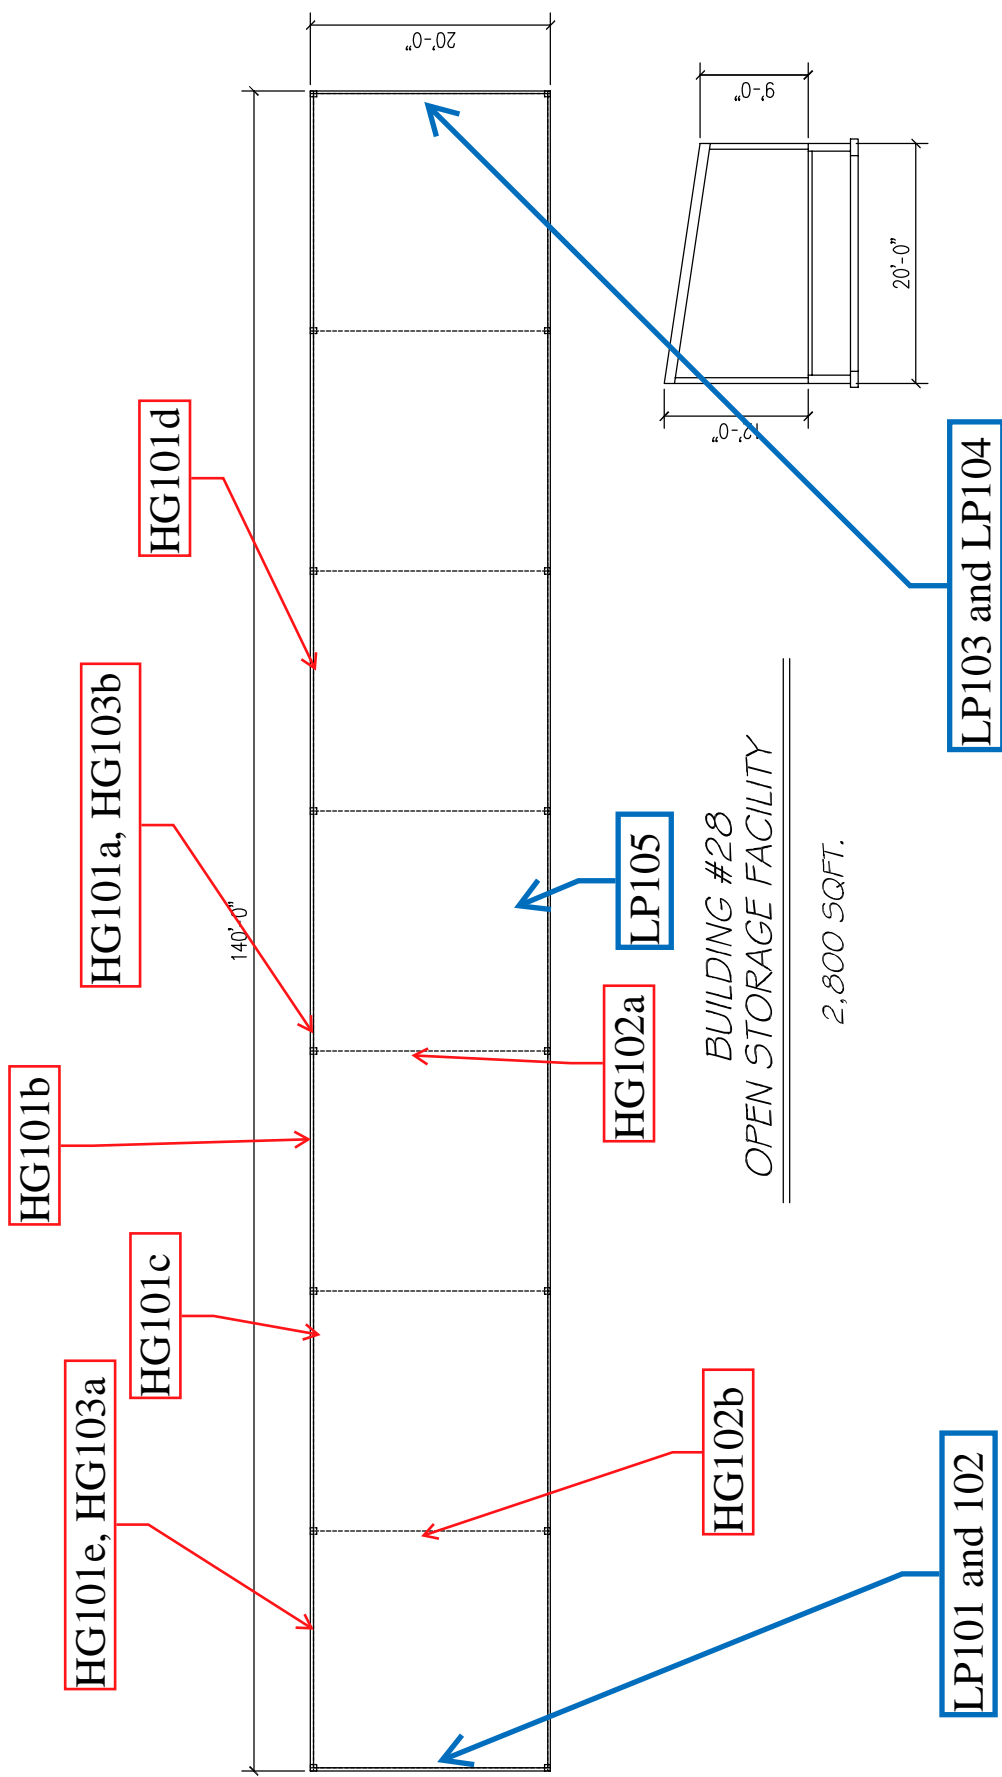 HG101e, HG103a
HG101b
HG101a, HG103b
HG101c
HG101d
140'-0"
20'-0"
HG102b
HG102a
LP105
BUILDING #28
OPEN STORAGE FACILITY
2,800 SQFT.
12'-0"
9'-0"
20'-0"
LP101 and 102
LP103 and LP104